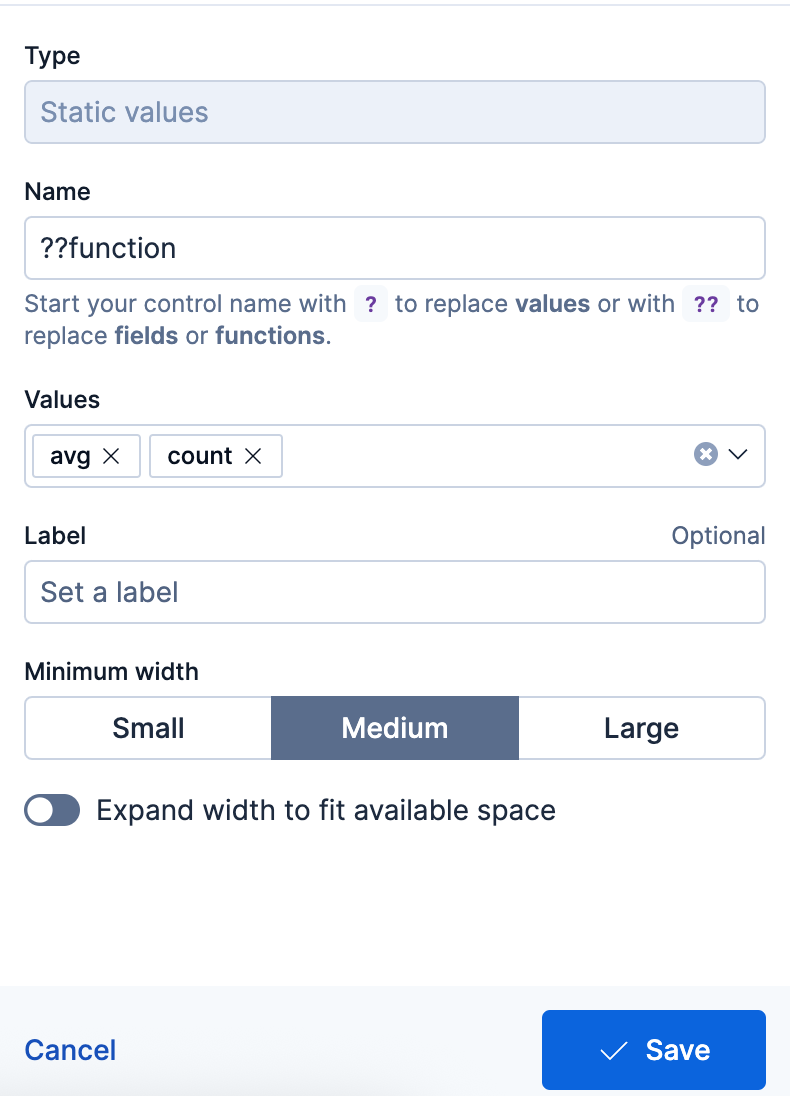 Type
Static values
Name
??function
Start your control name with ? to replace values or with ?? to
replace fields or functions.
Values
avg count
Label Optional
Set a label
Minimum width
Small Medium Large
Expand width to fit available space
Cancel Save